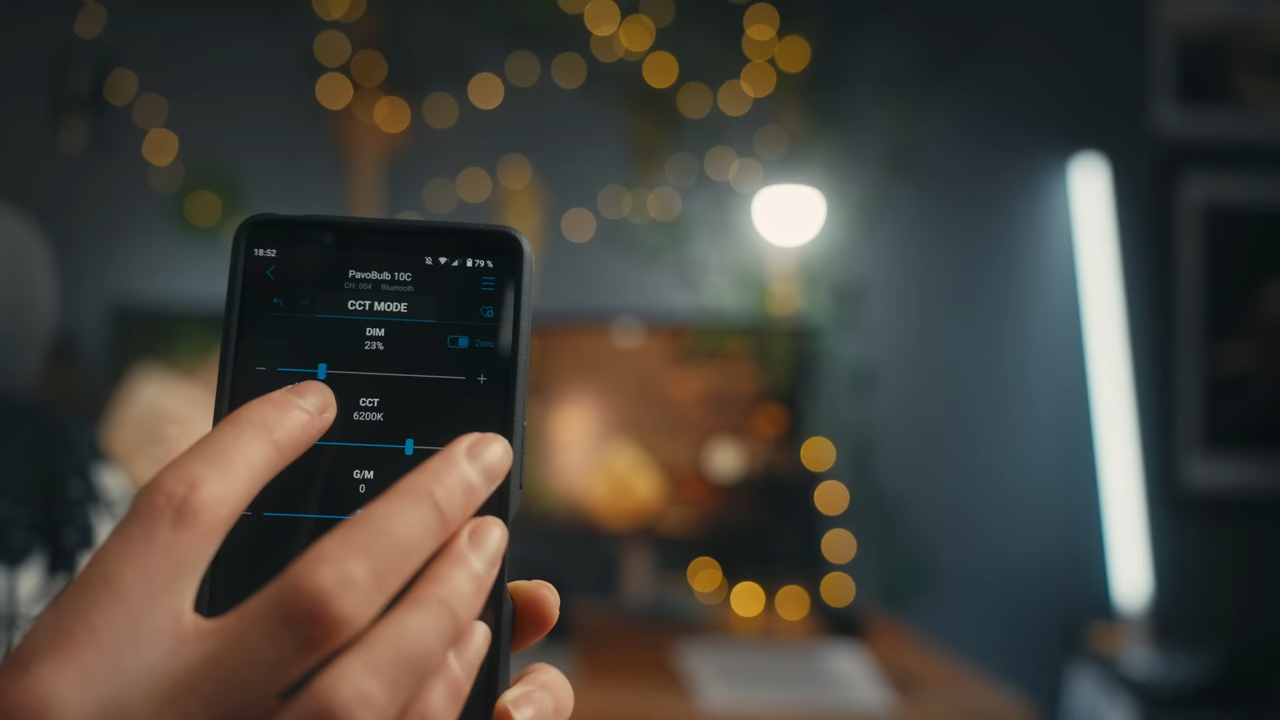 18:52 79 %
PavoBulb 10C
CH: 004 Bluetooth
CCT MODE
DIM
23% 2sec
CCT
6200K
G/M
0